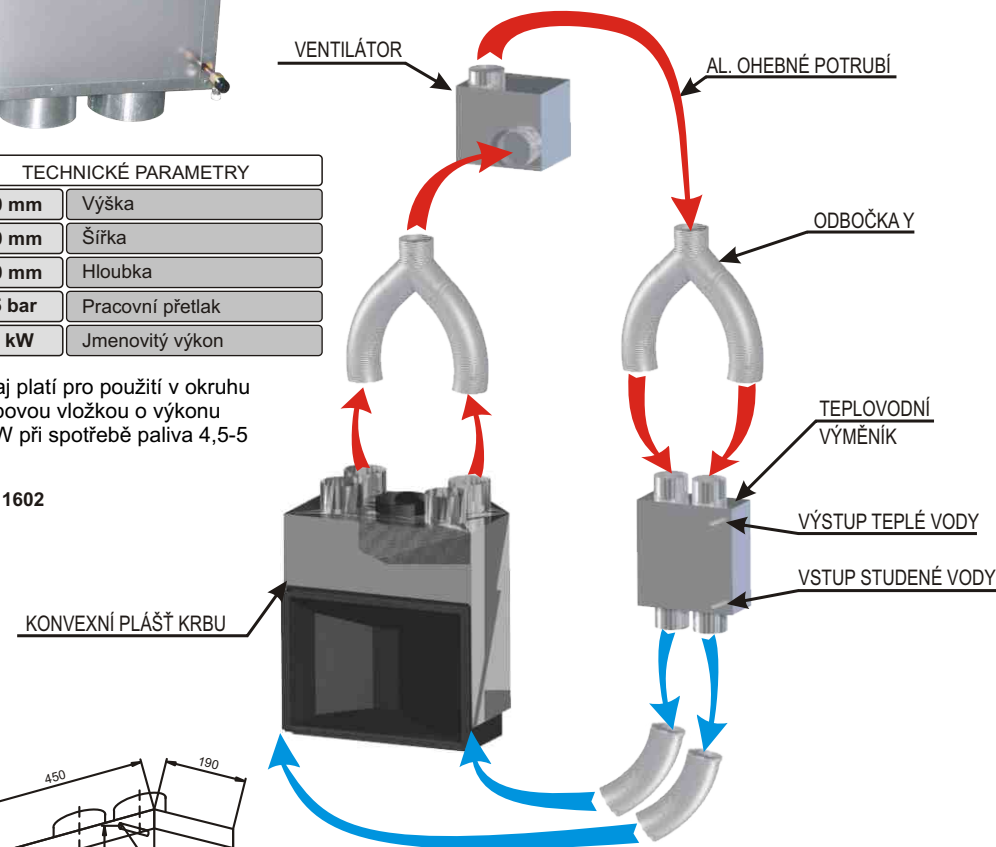 VENTILÁTOR
AL. OHEBNÉ POTRUBÍ
TECHNICKÉ PARAMETRY
mm Výška
mm Šířka
mm Hloubka
bar Pracovní přetlak
kW Jmenovitý výkon
ODBOČKA Y
platí pro použití v okruhu
vložkou o výkonu
při spotřebě paliva 4,5-5
1602
TEPLOVODNÍ
VÝMĚNÍK
VÝSTUP TEPLÉ VODY
VSTUP STUDENÉ VODY
KONVEXNÍ PLÁŠŤ KRBU
450
190